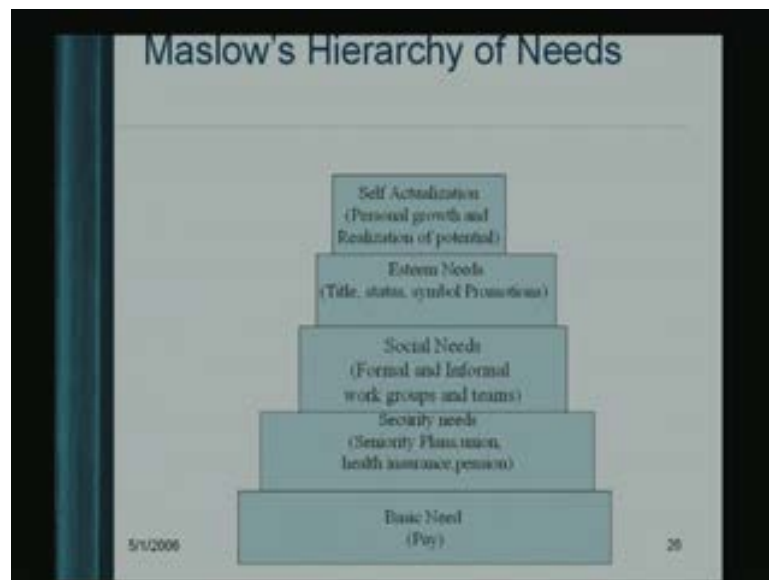 Maslow's Hierarchy of Needs
Self Actualization
(Personal growth and
Realization of potential)
Esteem Needs
(Title, status, symbol Promotions)
Social Needs
(Formal and Informal
work groups and teams)
Security needs
(Seniority Plans,union,
health insurance,pension)
Basic Need
(Pay)
5/1/2006
26